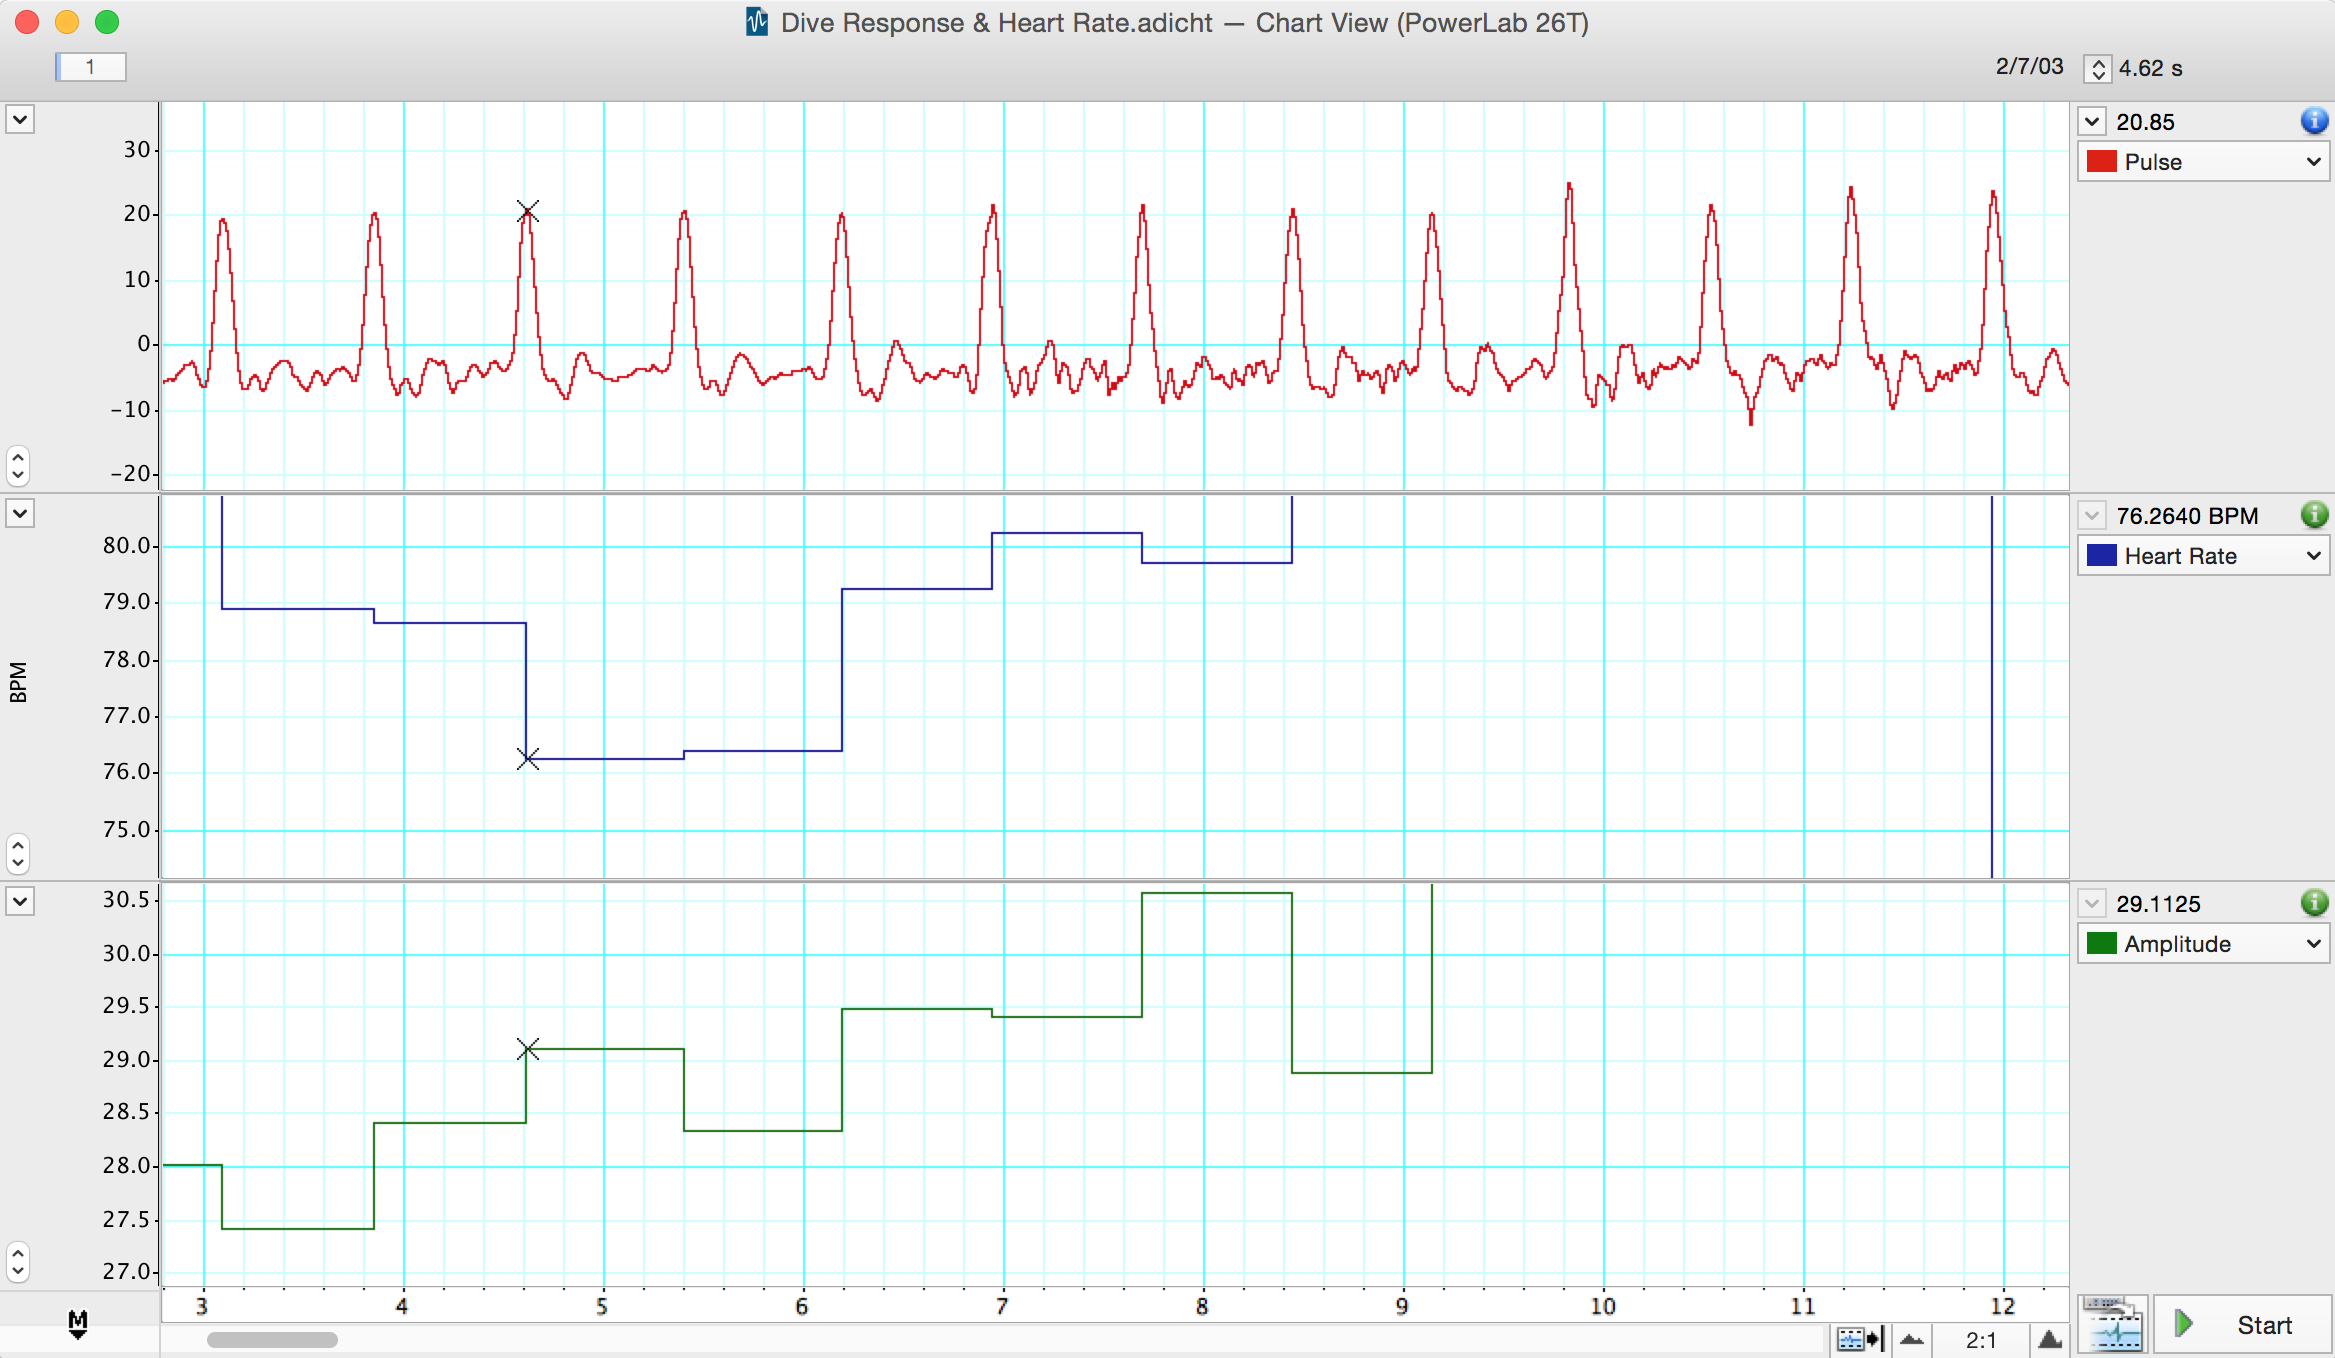 Dive Response & Heart Rate.adicht — Chart View (PowerLab 26T)
1
2/7/03
4.62 s
30
20
10
0
−10
−20
20.85
Pulse
80.0
79.0
78.0
77.0
76.0
75.0
BPM
76.2640 BPM
Heart Rate
30.5
30.0
29.5
29.0
28.5
28.0
27.5
27.0
29.1125
Amplitude
3 4 5 6 7 8 9 10 11 12
M
2:1
Start